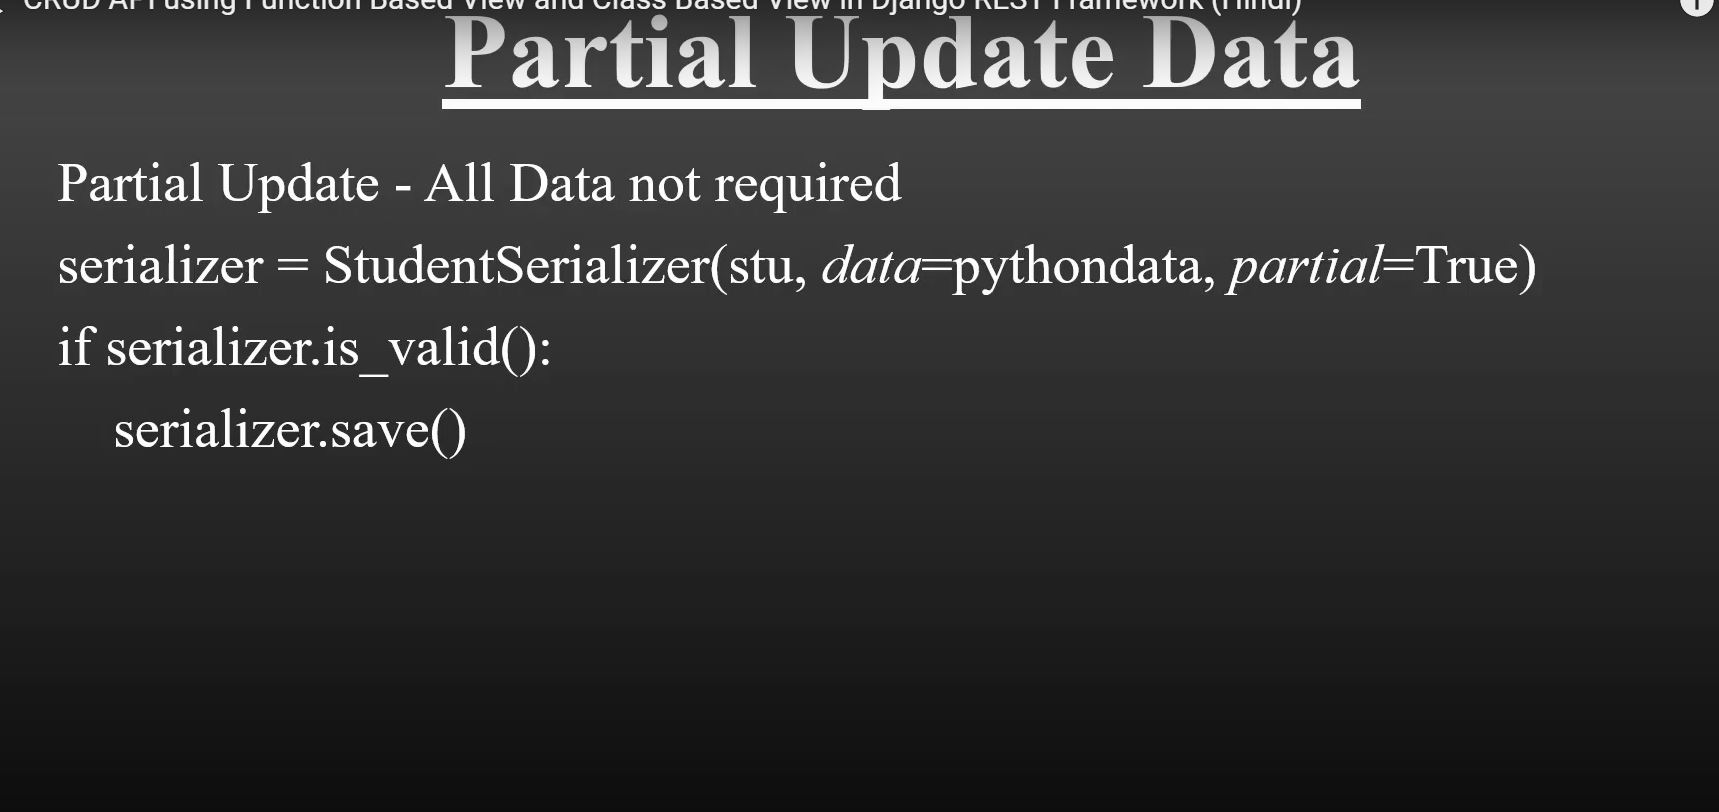 CRUD API using Function Based View and Class Based View in Django REST Framework (Hindi)
Partial Update Data
Partial Update - All Data not required
serializer = StudentSerializer(stu, data=pythondata, partial=True)
if serializer.is_valid():
serializer.save()